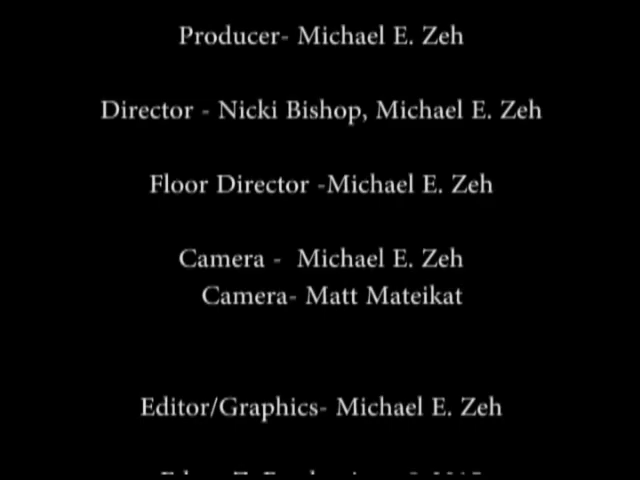 Producer- Michael E. Zeh
Director - Nicki Bishop, Michael E. Zeh
Floor Director -Michael E. Zeh
Camera -  Michael E. Zeh
Camera- Matt Mateikat
Editor/Graphics- Michael E. Zeh